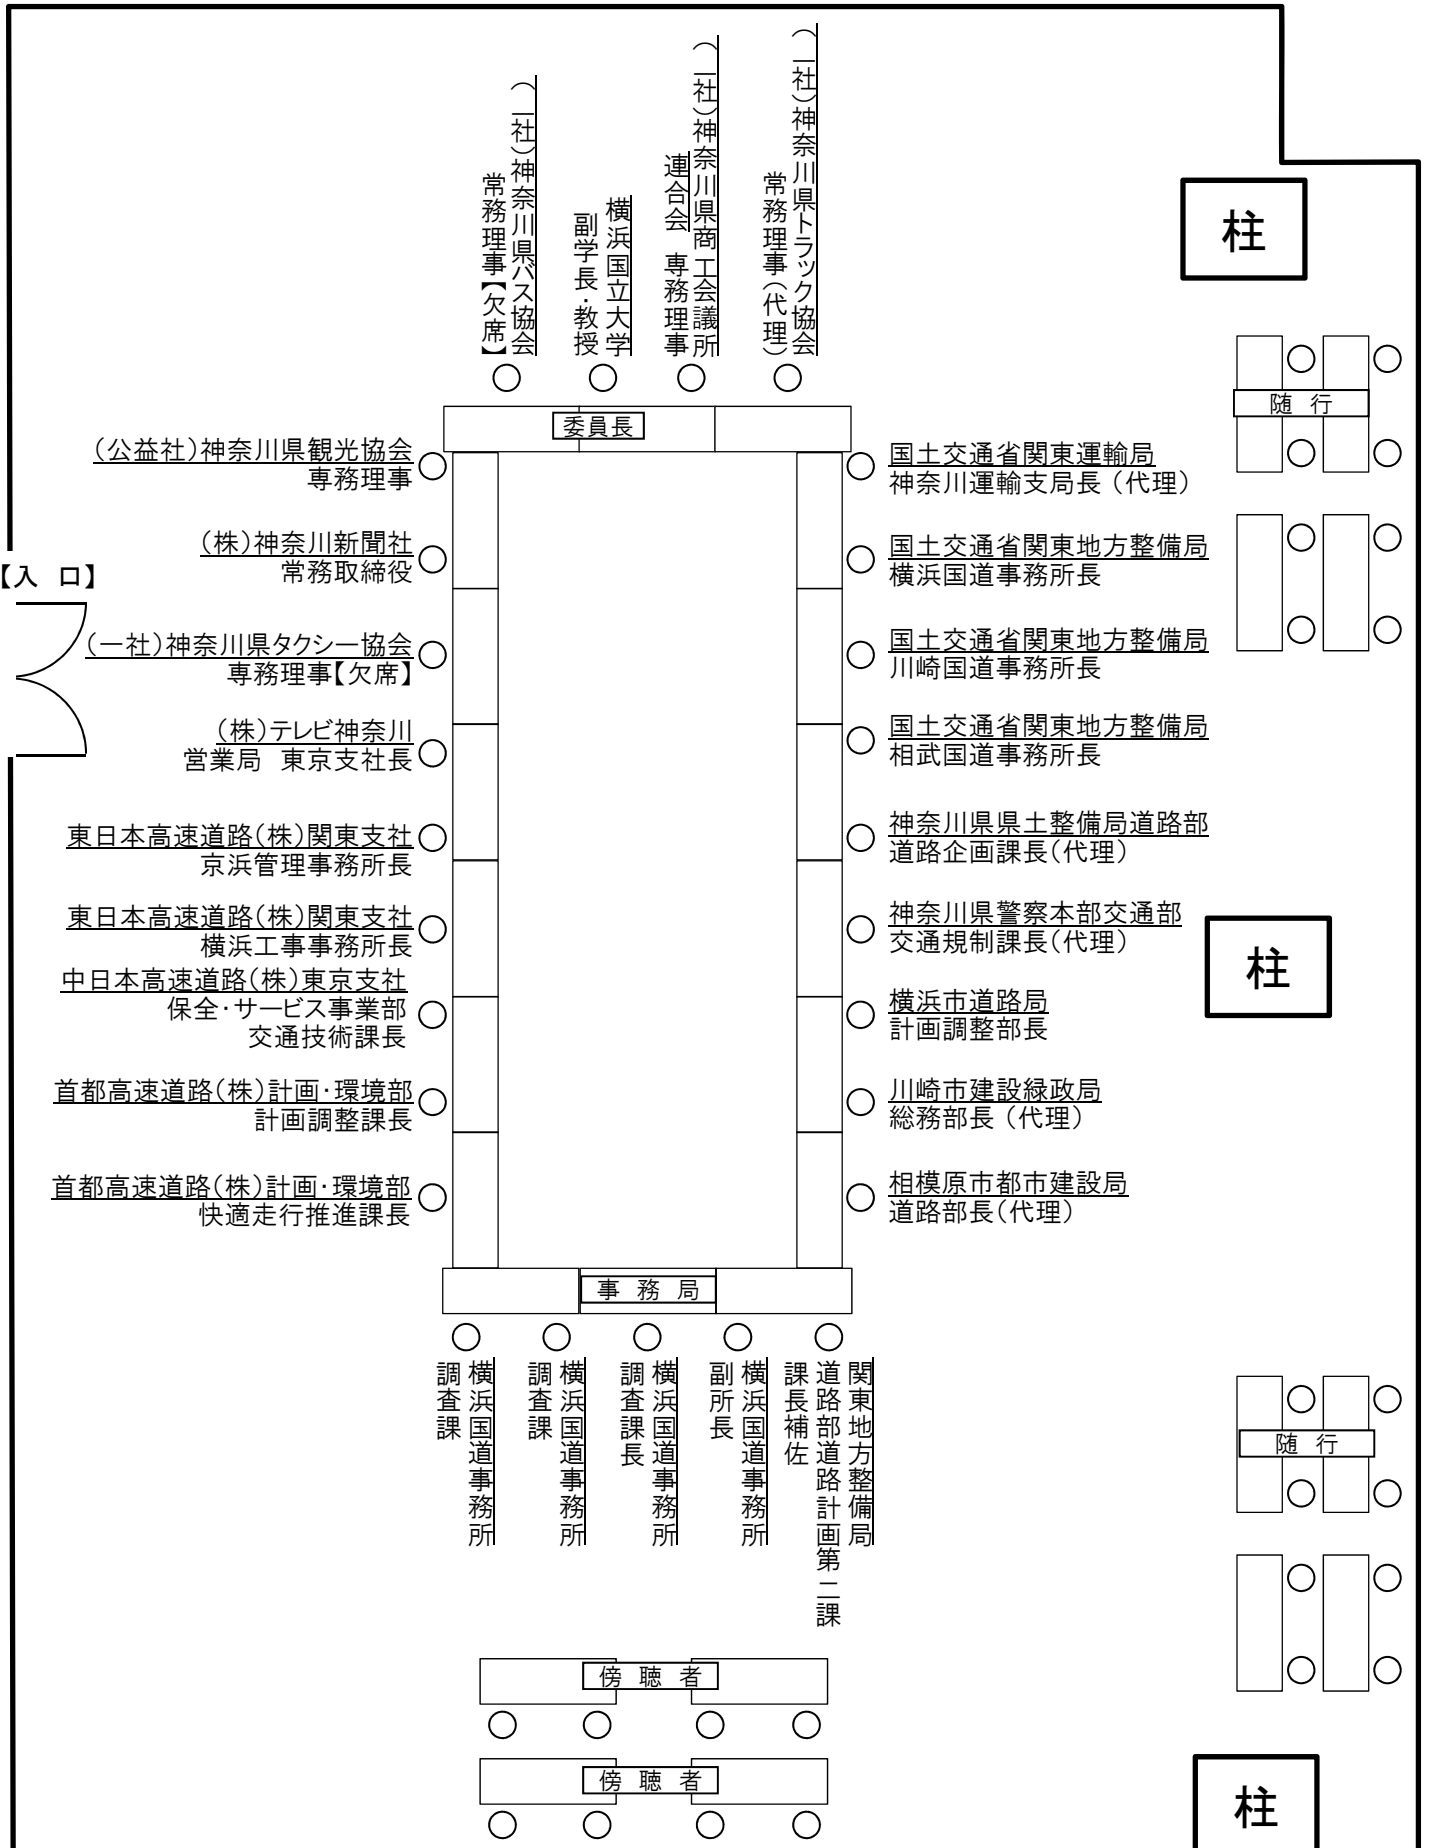 (一社)神奈川県バス協会
常務理事【欠席】
横浜国立大学
副学長・教授
(一社)神奈川県商工会議所
連合会 専務理事
(一社)神奈川県トラック協会
常務理事(代理)
柱
随 行
委員長
(公益社)神奈川県観光協会
専務理事
(株)神奈川新聞社
常務取締役
【入 口】
(一社)神奈川県タクシー協会
専務理事【欠席】
(株)テレビ神奈川
営業局 東京支社長
東日本高速道路(株)関東支社
京浜管理事務所長
東日本高速道路(株)関東支社
横浜工事事務所長
中日本高速道路(株)東京支社
保全・サービス事業部
交通技術課長
首都高速道路(株)計画・環境部
計画調整課長
首都高速道路(株)計画・環境部
快適走行推進課長
国土交通省関東運輸局
神奈川運輸支局長(代理)
国土交通省関東地方整備局
横浜国道事務所長
国土交通省関東地方整備局
川崎国道事務所長
国土交通省関東地方整備局
相武国道事務所長
神奈川県県土整備局道路部
道路企画課長(代理)
神奈川県警察本部交通部
交通規制課長(代理)
柱
横浜市道路局
計画調整部長
川崎市建設緑政局
総務部長(代理)
相模原市都市建設局
道路部長(代理)
事 務 局
横浜国道事務所
調査課
横浜国道事務所
調査課
横浜国道事務所
調査課長
横浜国道事務所
副所長
関東地方整備局
道路部道路計画第二課
課長補佐
随 行
傍 聴 者
傍 聴 者
柱